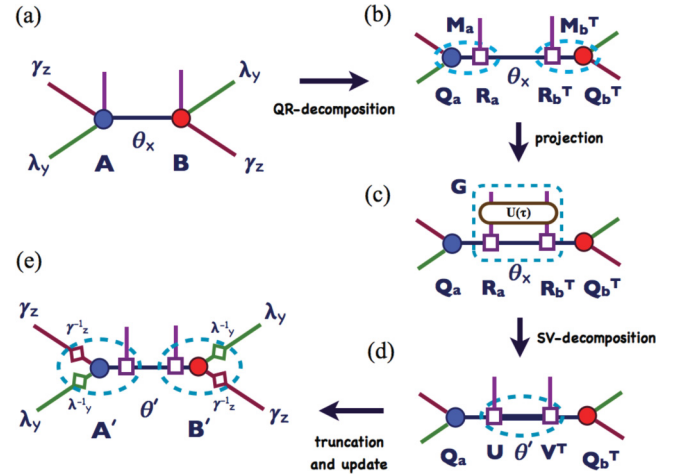 (a)
γz
λy
λy
θx
γz
A
B
QR-decomposition
(b)
Ma
MbT
θx
Qa
Ra
RbT
QbT
projection
(c)
G
U(τ)
θx
Qa
Ra
RbT
QbT
SV-decomposition
(d)
Qa
U
θ'
VT
QbT
truncation
and update
(e)
γz
γ-1z
λ-1y
λy
λy
λ-1y
γ-1z
γz
A'
θ'
B'